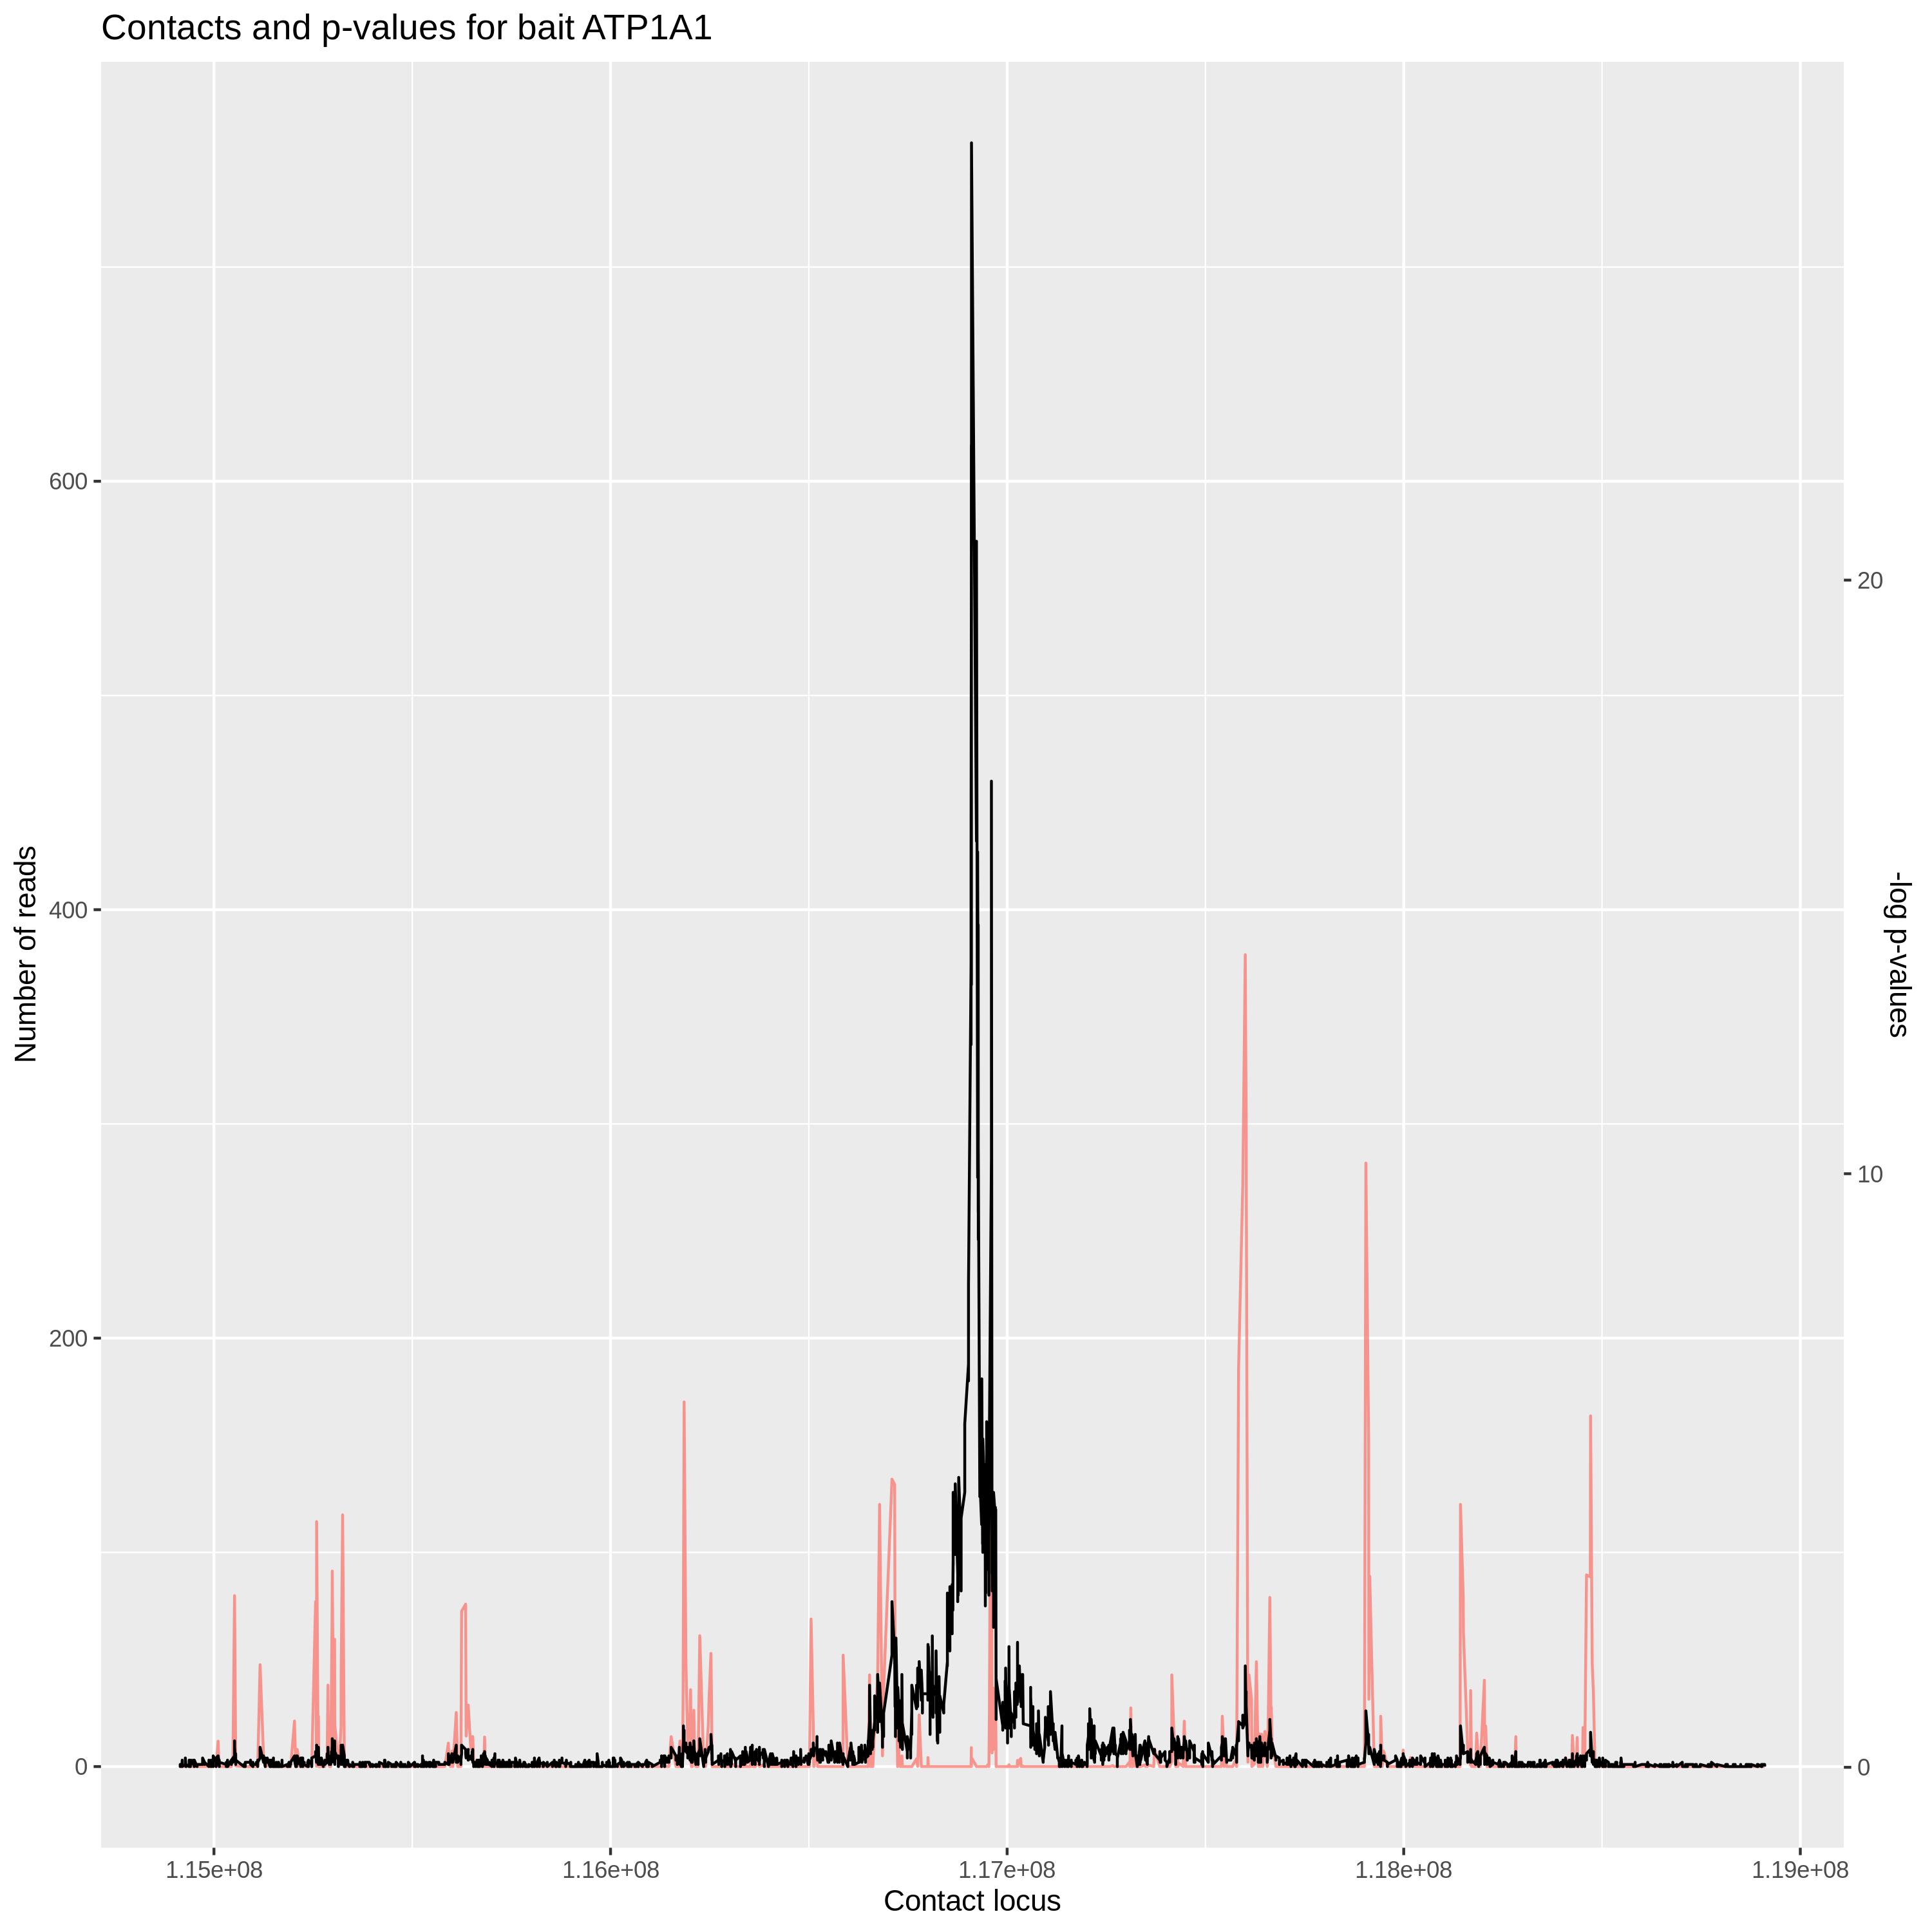 Contacts and p-values for bait ATP1A1
Number of reads
600
400
200
0
20
10
0
-log p-values
1.15e+08 1.16e+08 1.17e+08 1.18e+08 1.19e+08
Contact locus